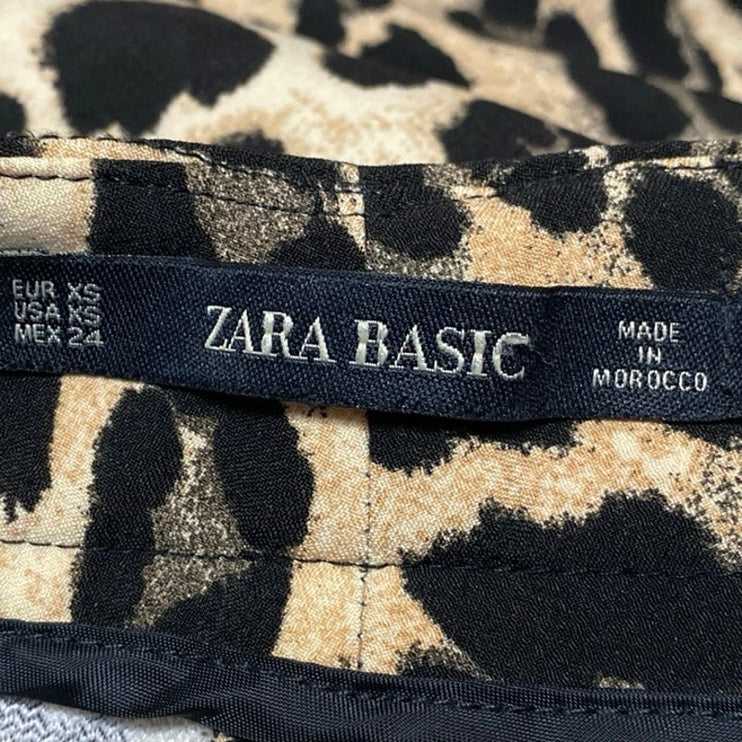 EUR XS
USA XS
MEX 24
ZARA BASIC
MADE
IN
MOROCCO